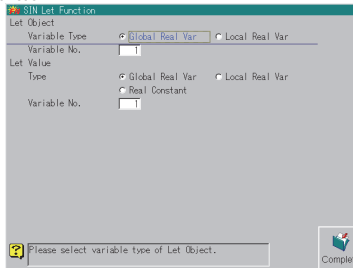 SIN Let Function
Let Object
Variable Type Global Real Var Local Real Var
Variable No. 1
Let Value
Type Global Real Var Local Real Var
Real Constant
Variable No. 1
Please select variable type of Let Object.